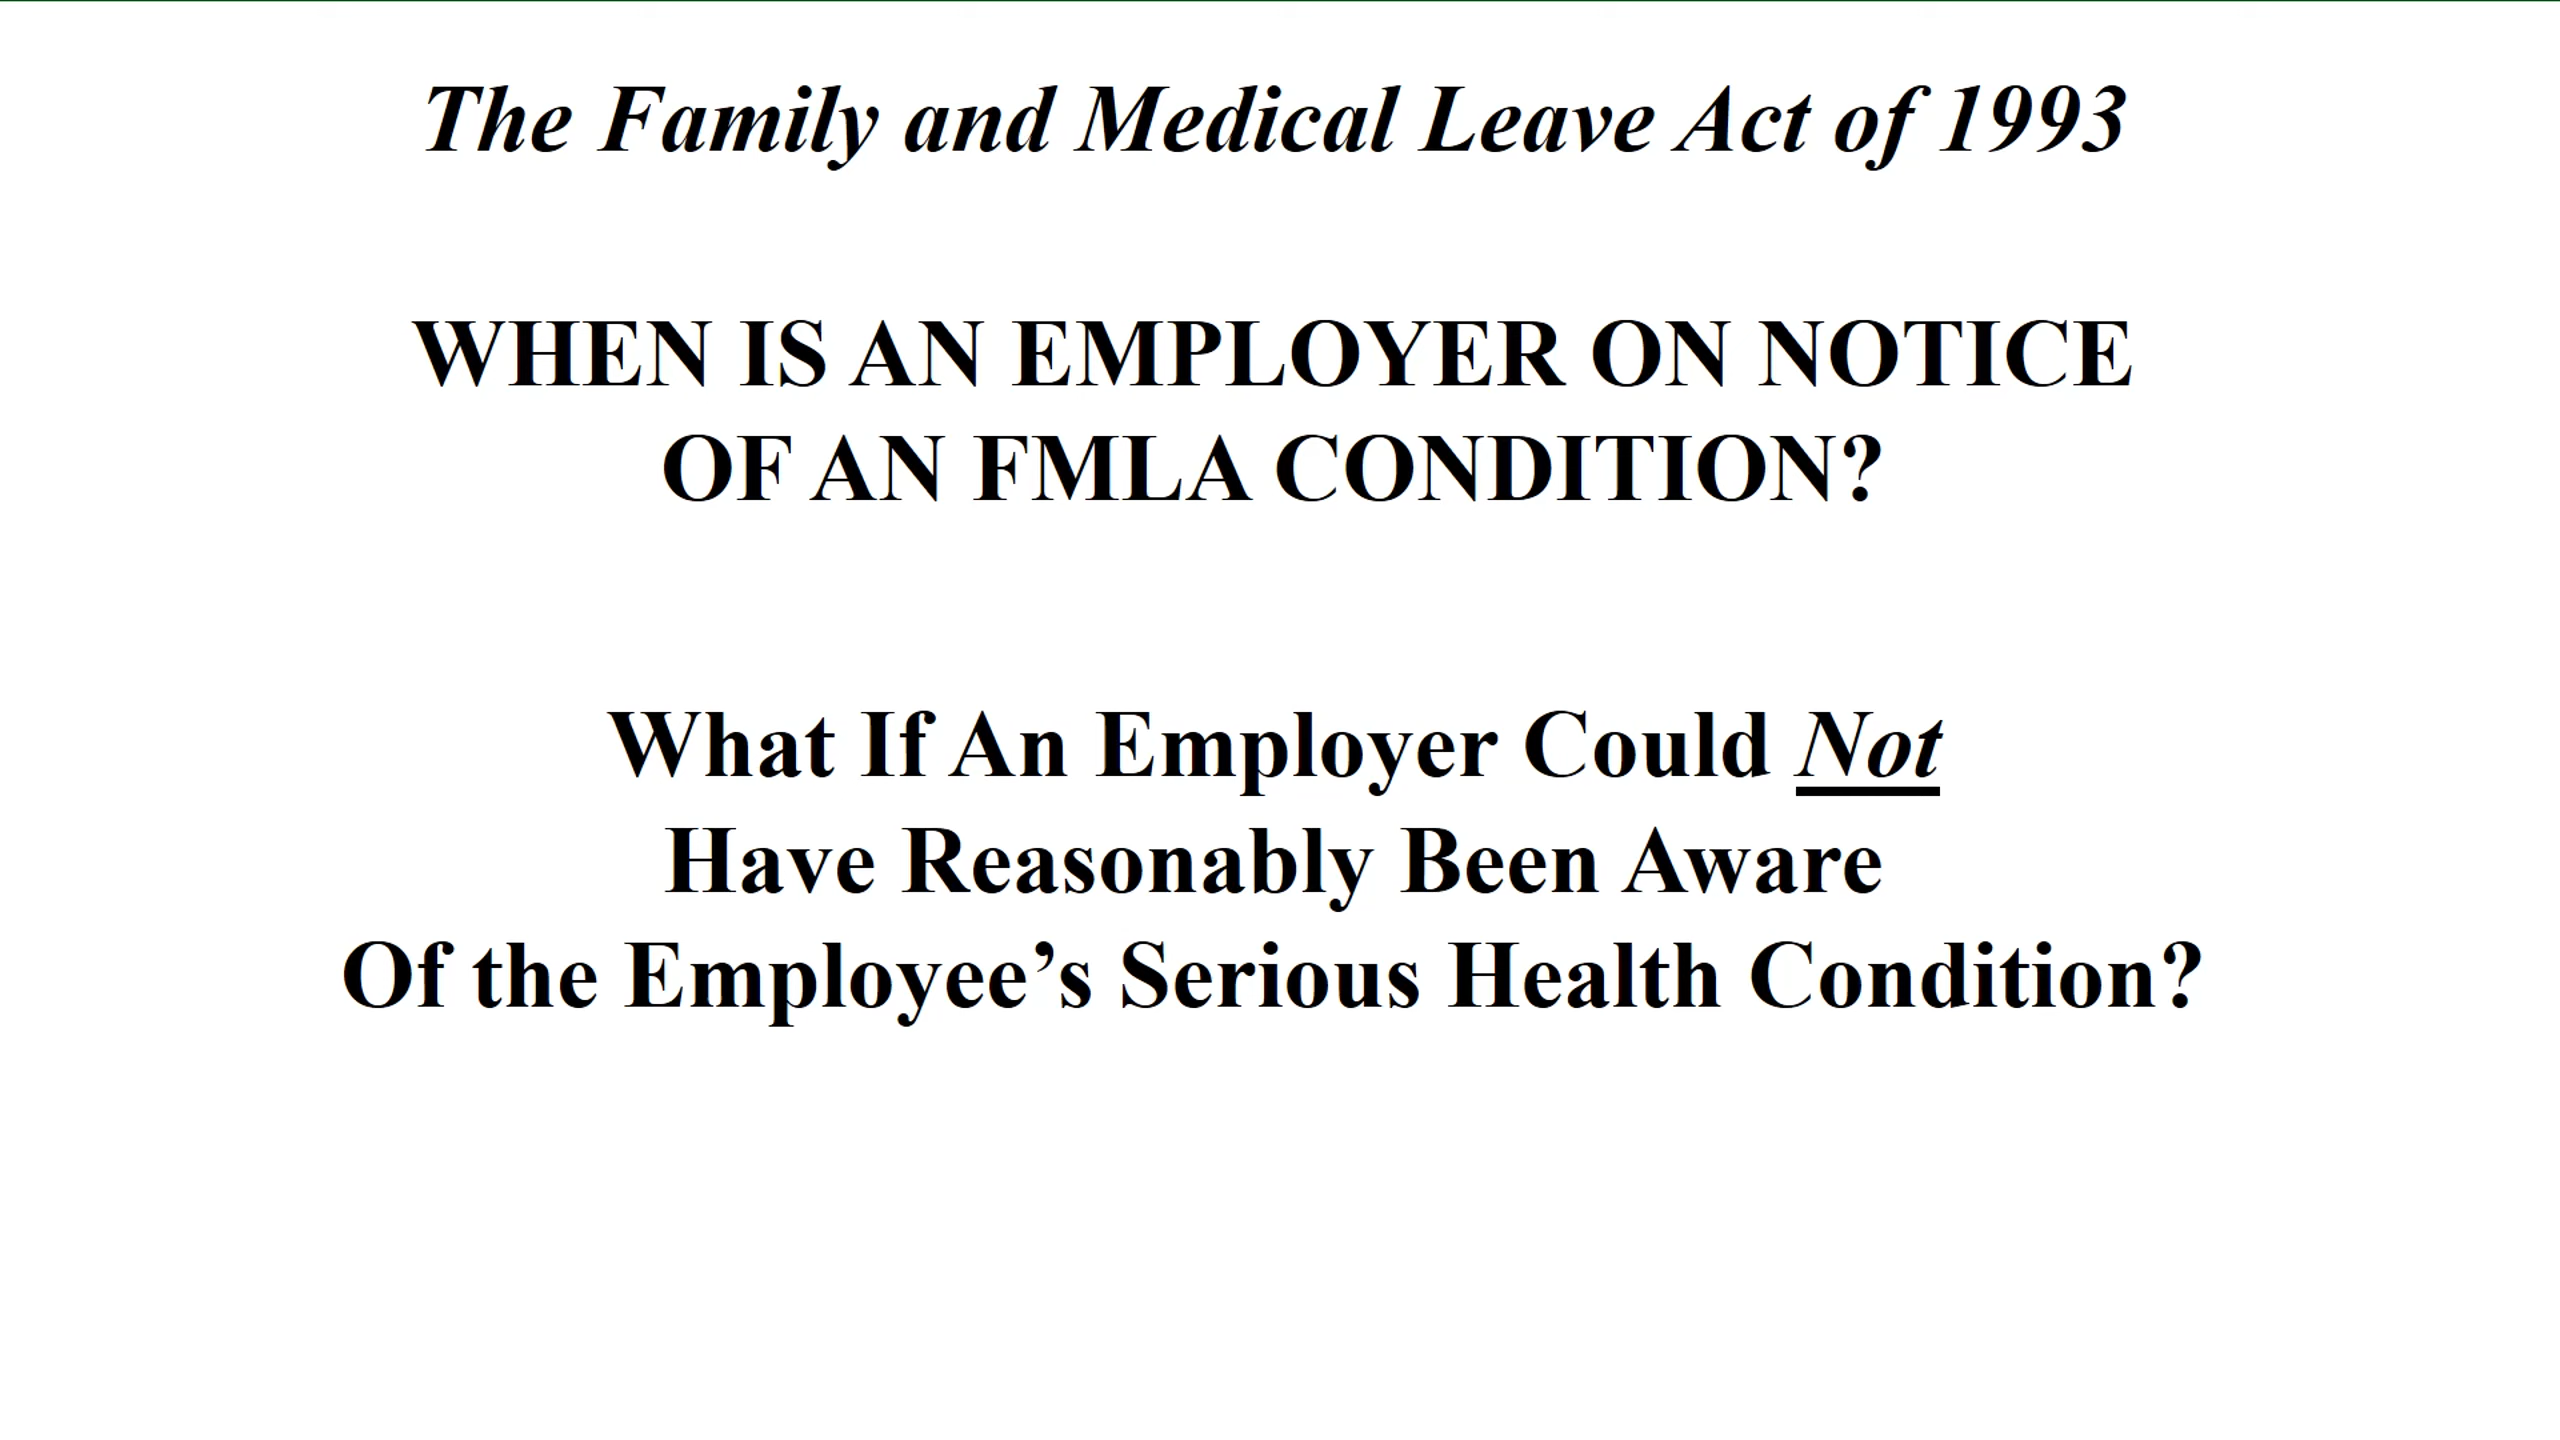 The Family and Medical Leave Act of 1993
WHEN IS AN EMPLOYER ON NOTICE
OF AN FMLA CONDITION?
What If An Employer Could Not
Have Reasonably Been Aware
Of the Employee’s Serious Health Condition?